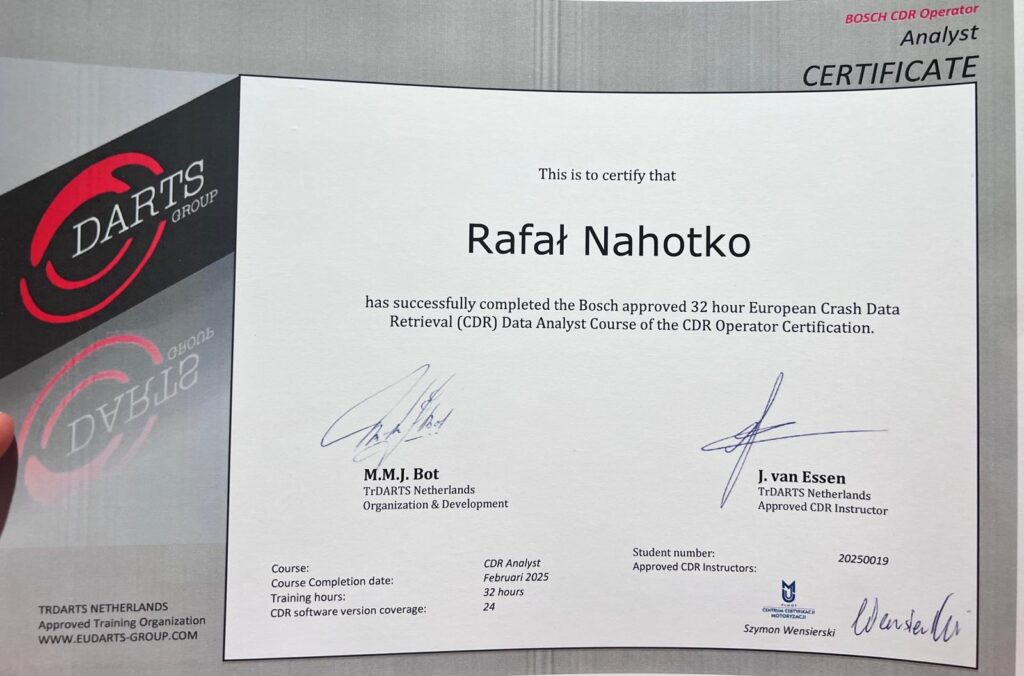 BOSCH CDR Operator
Analyst
CERTIFICATE
DARTS
GROUP
This is to certify that
Rafał Nahotko
has successfully completed the Bosch approved 32 hour European Crash Data
Retrieval (CDR) Data Analyst Course of the CDR Operator Certification.
M.M.J. Bot
TrDARTS Netherlands
Organization & Development
J. van Essen
TrDARTS Netherlands
Approved CDR Instructor
Course: CDR Analyst
Course Completion date: Februari 2025
Training hours: 32 hours
CDR software version coverage: 24
Student number: 20250019
Approved CDR Instructors:
CENTRUM CERTYFIKACJI
MOTORYZACJI
Szymon Wensierski
TRDARTS NETHERLANDS
Approved Training Organization
WWW.EUDARTS-GROUP.COM